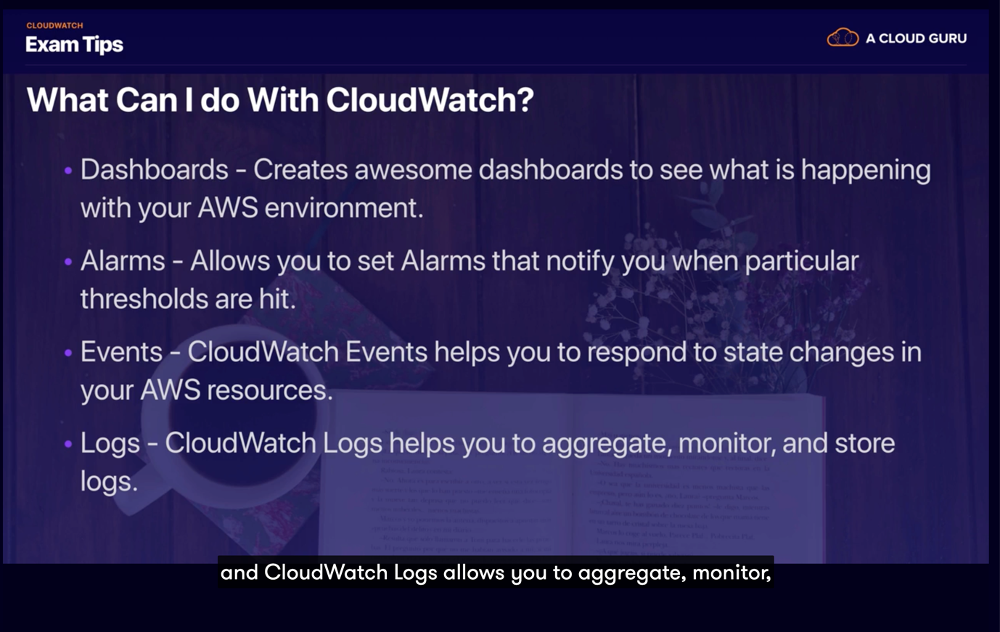 CLOUDWATCH
Exam Tips
A CLOUD GURU
What Can I do With CloudWatch?
• Dashboards - Creates awesome dashboards to see what is happening
with your AWS environment.
• Alarms - Allows you to set Alarms that notify you when particular
thresholds are hit.
• Events - CloudWatch Events helps you to respond to state changes in
your AWS resources.
• Logs - CloudWatch Logs helps you to aggregate, monitor, and store
logs.
and CloudWatch Logs allows you to aggregate, monitor,